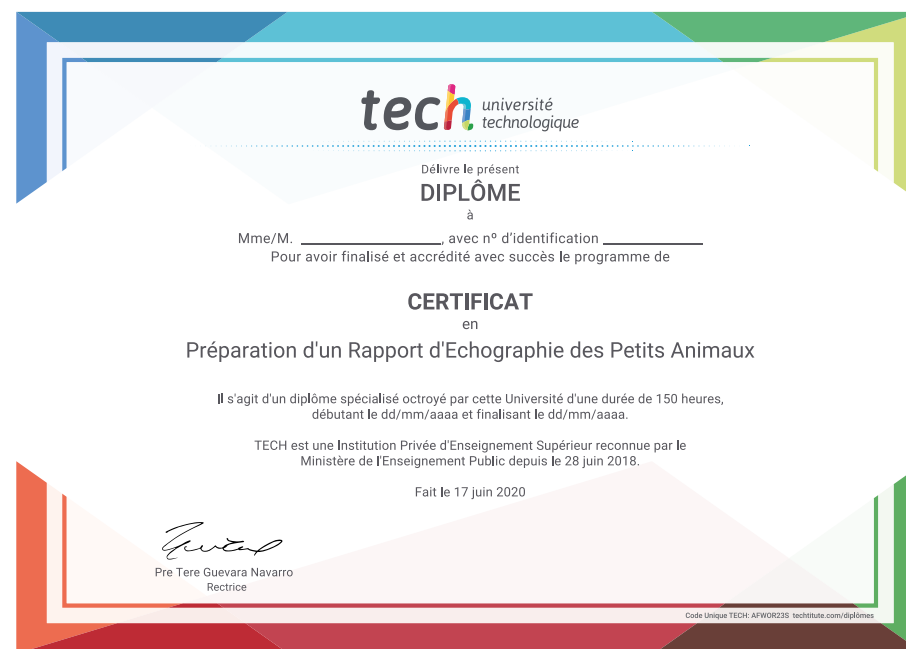 tech université
technologique
Délivre le présent
DIPLÔME
à
Mme/M. ____________________, avec nº d'identification ______________
Pour avoir finalisé et accrédité avec succès le programme de
CERTIFICAT
en
Préparation d'un Rapport d'Echographie des Petits Animaux
Il s'agit d'un diplôme spécialisé octroyé par cette Université d'une durée de 150 heures,
débutant le dd/mm/aaaa et finalisant le dd/mm/aaaa.
TECH est une Institution Privée d'Enseignement Supérieur reconnue par le
Ministère de l'Enseignement Public depuis le 28 juin 2018.
Fait le 17 juin 2020
Pre Tere Guevara Navarro
Rectrice
Code Unique TECH: AFWOR23S techtitute.com/diplômes